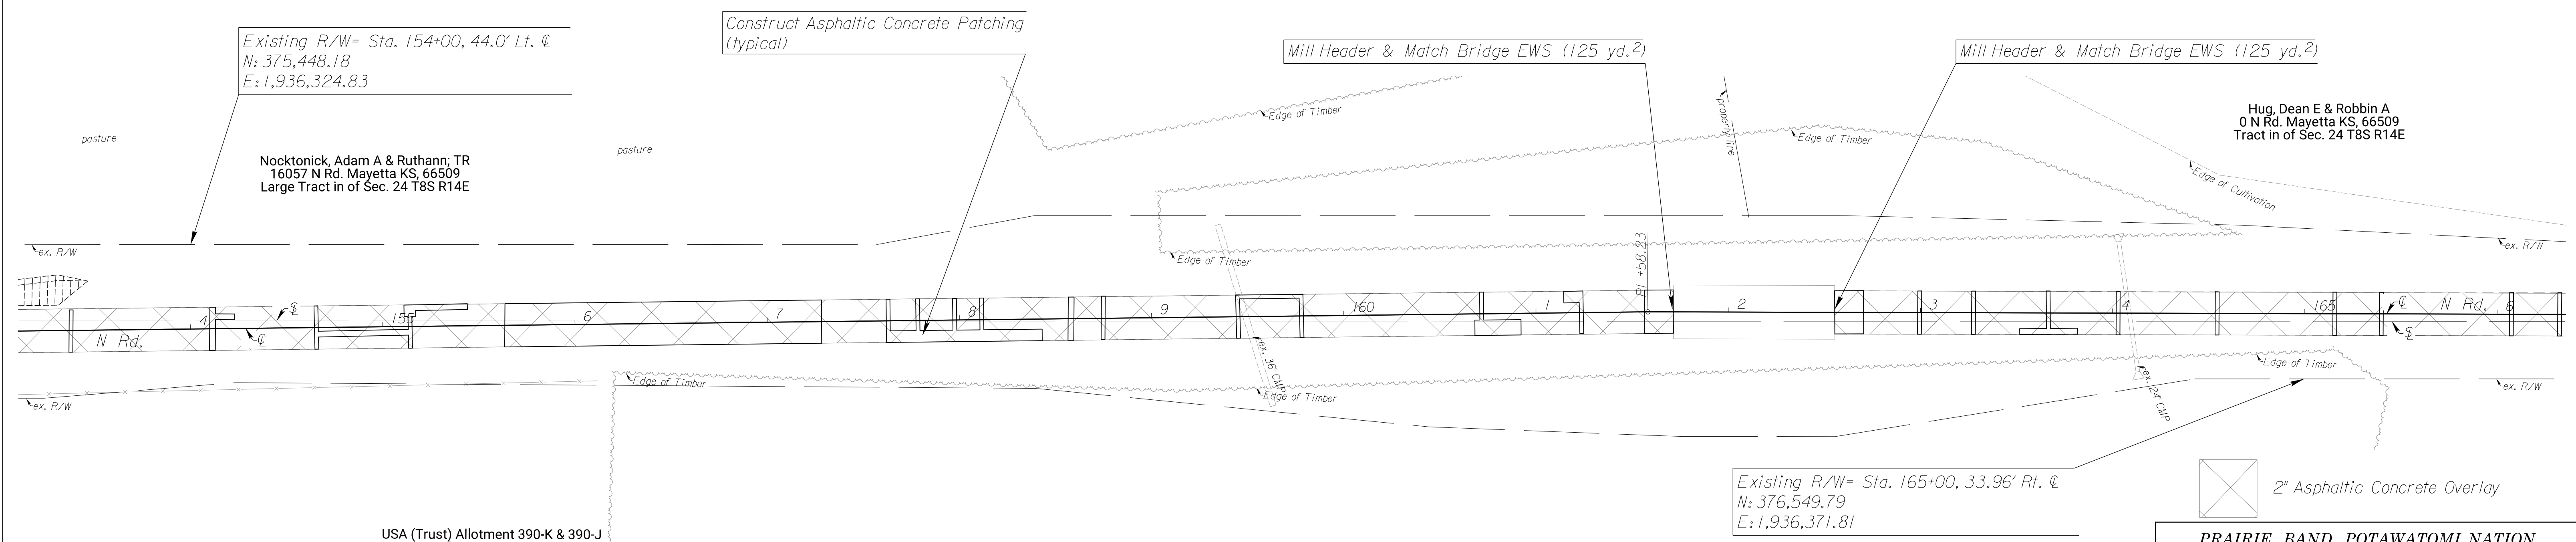 Existing R/W= Sta. 154+00, 44.0' Lt. ℄
N: 375,448.18
E: 1,936,324.83
Construct Asphaltic Concrete Patching
(typical)
Mill Header & Match Bridge EWS (125 yd.²)
Mill Header & Match Bridge EWS (125 yd.²)
pasture
Nocktonick, Adam A & Ruthann; TR
16057 N Rd. Mayetta KS, 66509
Large Tract in of Sec. 24 T8S R14E
pasture
Edge of Timber
property line
Edge of Timber
Hug, Dean E & Robbin A
0 N Rd. Mayetta KS, 66509
Tract in of Sec. 24 T8S R14E
Edge of Cultivation
ex. R/W
Edge of Timber
PI +58.23
ex. R/W
N Rd.
4
℄
℄
155
6
7
8
9
160
1
2
3
4
165
℄
N Rd.
6
℄
ex. R/W
Edge of Timber
ex. 36" CMP
Edge of Timber
ex. 24" CMP
Edge of Timber
ex. R/W
Existing R/W= Sta. 165+00, 33.96' Rt. ℄
N: 376,549.79
E: 1,936,371.81
2" Asphaltic Concrete Overlay
USA (Trust) Allotment 390-K & 390-J
PRAIRIE BAND POTAWATOMI NATION